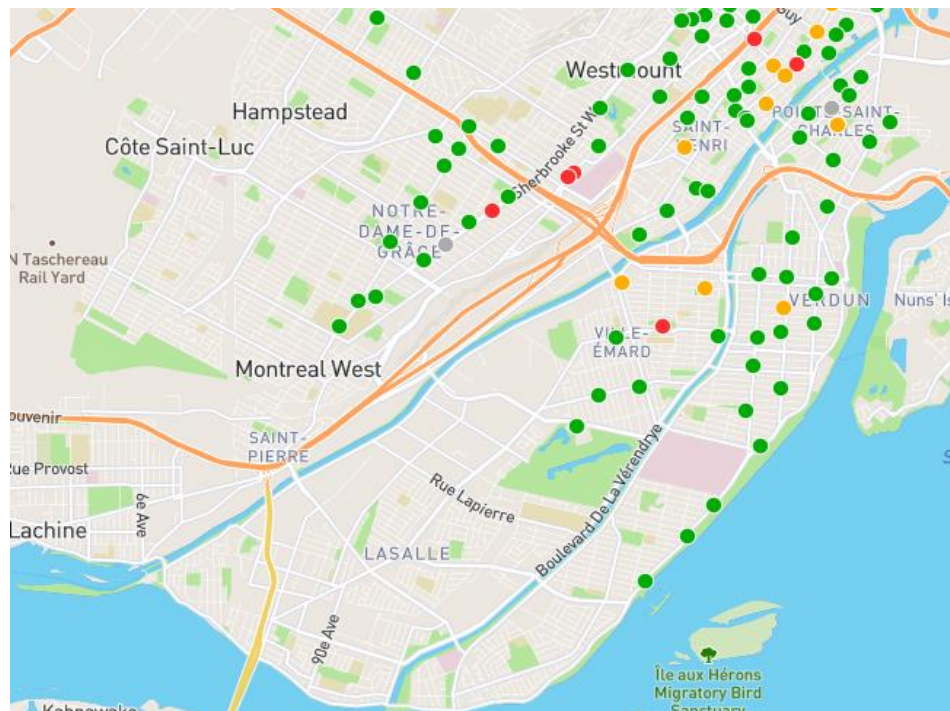 Guy
Westmount
Hampstead
Côte Saint-Luc
Sherbrooke St W
SAINT-
HENRI
POINTE-SAINT-
CHARLES
NOTRE-
DAME-DE-
GRÂCE
N Taschereau
Rail Yard
VERDUN
Nuns' Is
VILLE-
ÉMARD
Montreal West
ouvenir
SAINT-
PIERRE
Rue Provost
6e Ave
Rue Lapierre
Boulevard De La Vérendrye
Lachine
LASALLE
90e Ave
Île aux Hérons
Migratory Bird
Sanctuary
Kahnawake